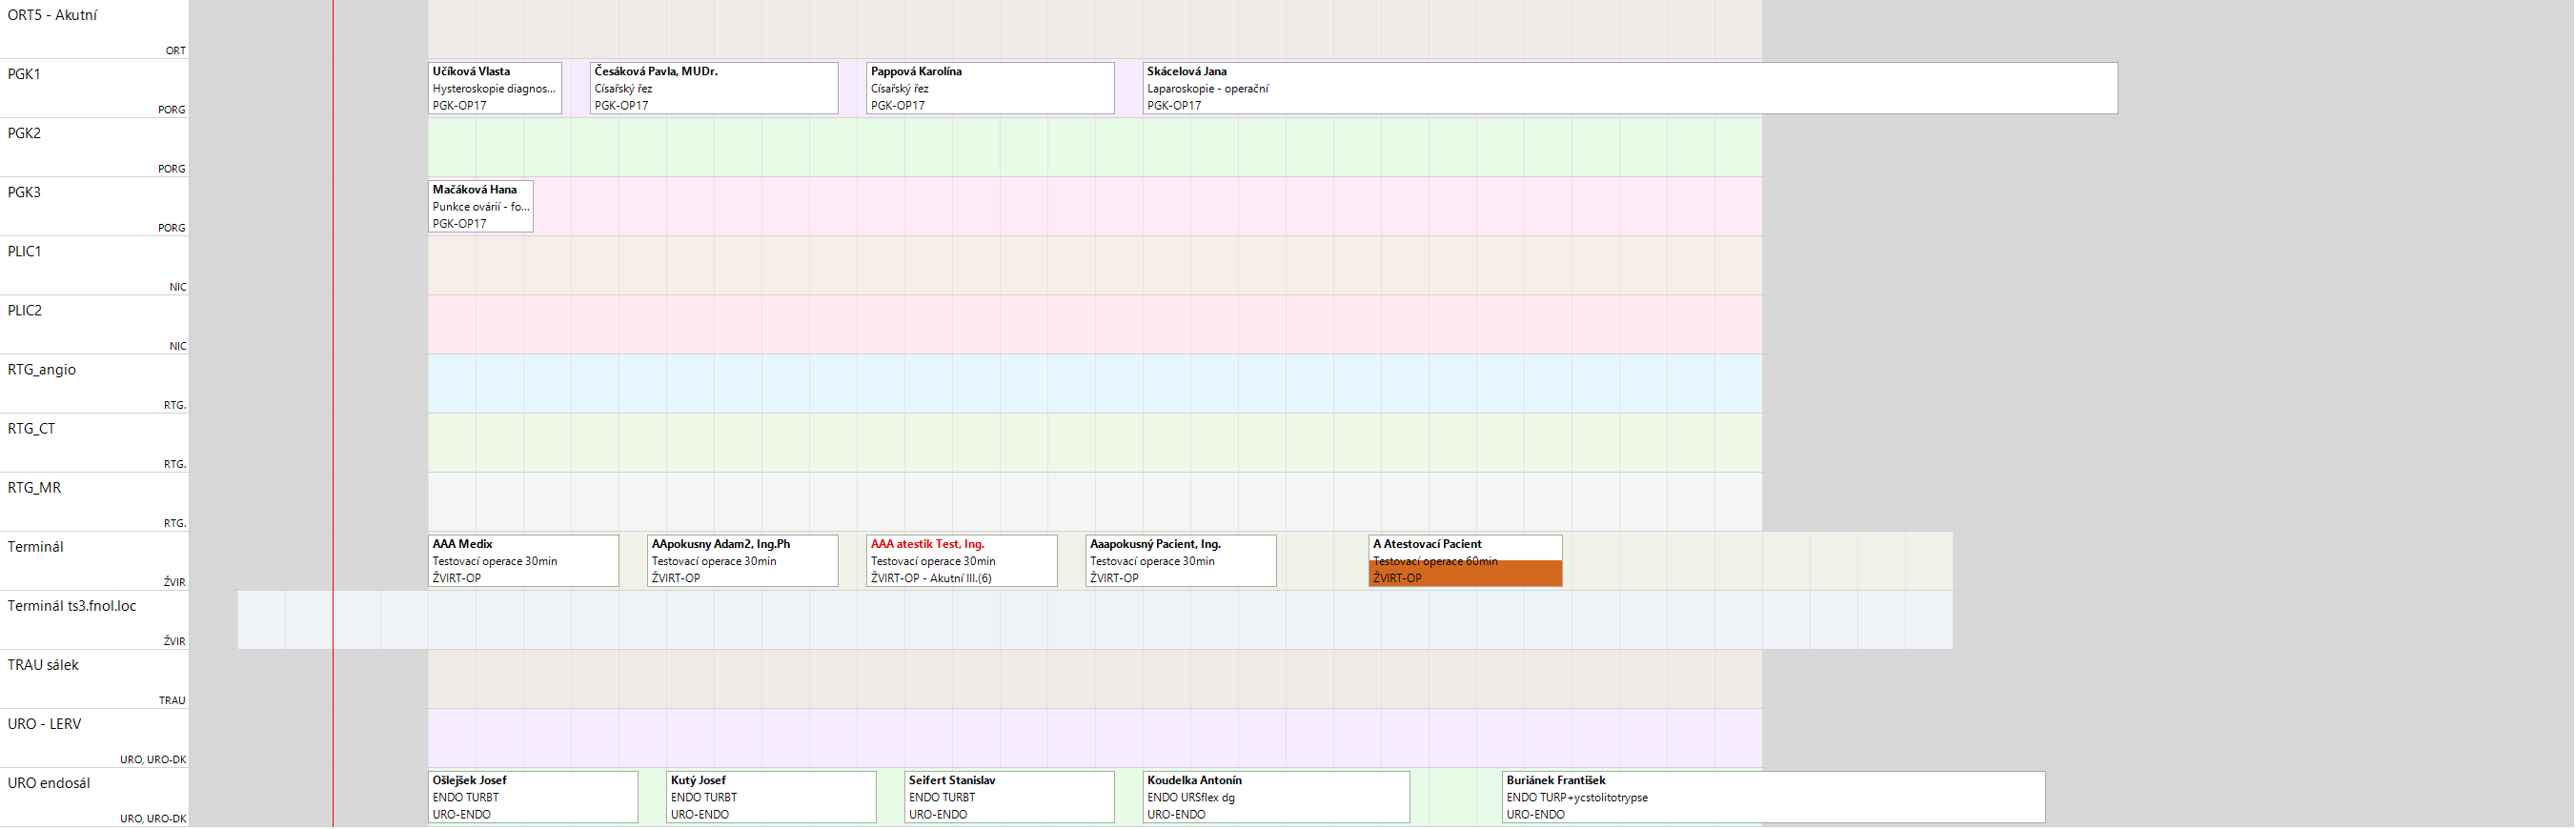 ORT5 - Akutní
ORT
PGK1
PORG
Učíková Vlasta
Hysteroskopie diagnos...
PGK-OP17
Česáková Pavla, MUDr.
Císařský řez
PGK-OP17
Pappová Karolína
Císařský řez
PGK-OP17
Skácelová Jana
Laparoskopie - operační
PGK-OP17
PGK2
PORG
PGK3
PORG
Mačáková Hana
Punkce ovárií - fo...
PGK-OP17
PLIC1
NIC
PLIC2
NIC
RTG_angio
RTG.
RTG_CT
RTG.
RTG_MR
RTG.
Terminál
ŽVIR
AAA Medix
Testovací operace 30min
ŽVIRT-OP
AApokusny Adam2, Ing.Ph
Testovací operace 30min
ŽVIRT-OP
AAA atestik Test, Ing.
Testovací operace 30min
ŽVIRT-OP - Akutní III.(6)
Aaapokusný Pacient, Ing.
Testovací operace 30min
ŽVIRT-OP
A Atestovací Pacient
Testovací operace 60min
ŽVIRT-OP
Terminál ts3.fnol.loc
ŽVIR
TRAU sálek
TRAU
URO - LERV
URO, URO-DK
URO endosál
URO, URO-DK
Ošlejšek Josef
ENDO TURBT
URO-ENDO
Kutý Josef
ENDO TURBT
URO-ENDO
Seifert Stanislav
ENDO TURBT
URO-ENDO
Koudelka Antonín
ENDO URSflex dg
URO-ENDO
Buriánek František
ENDO TURP+ycstolitotrypse
URO-ENDO